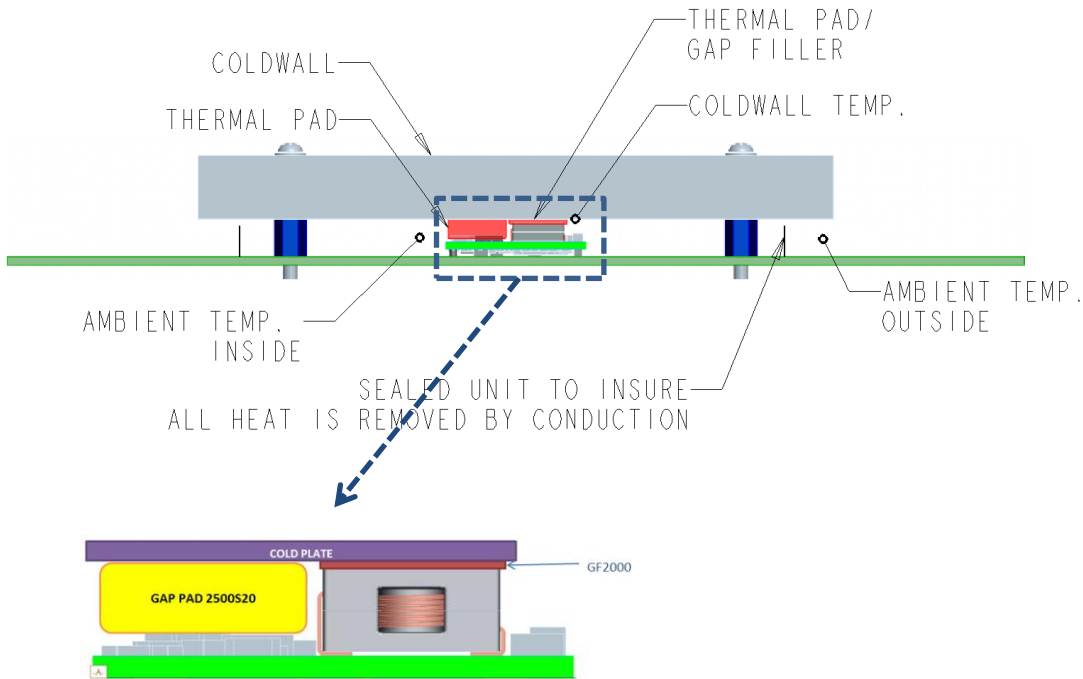 THERMAL PAD/
GAP FILLER
COLDWALL
COLDWALL TEMP.
THERMAL PAD
AMBIENT TEMP.
OUTSIDE
AMBIENT TEMP.
INSIDE
SEALED UNIT TO INSURE
ALL HEAT IS REMOVED BY CONDUCTION
COLD PLATE
GF2000
GAP PAD 2500S20
-A-